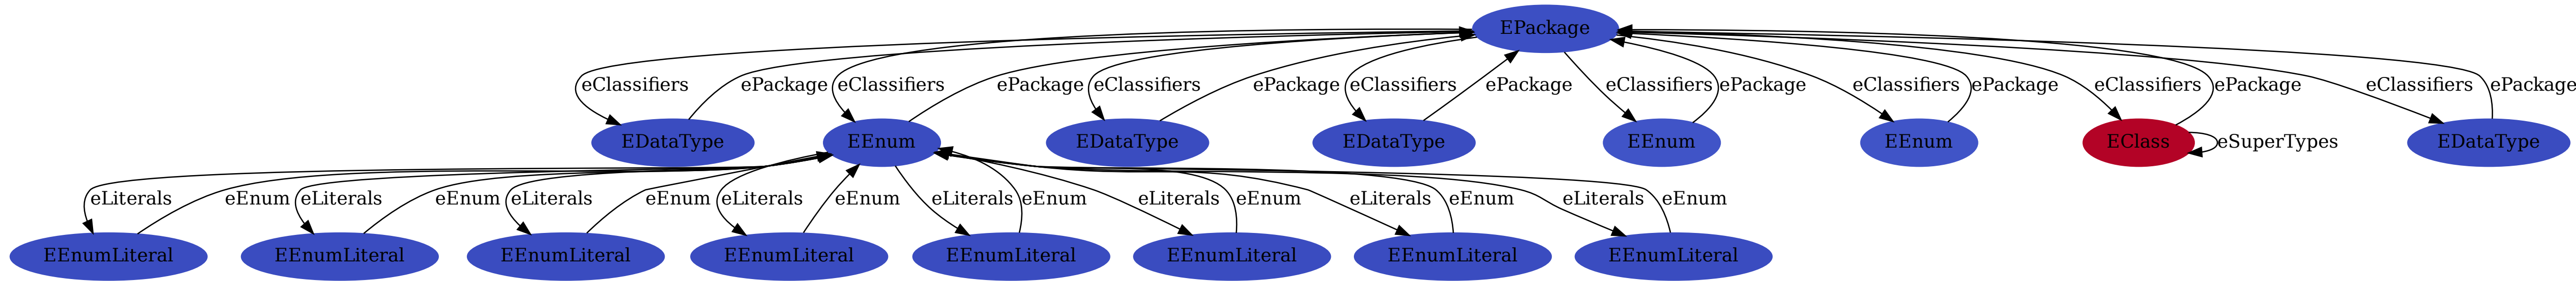 EPackage
eClassifiers ePackage eClassifiers ePackage eClassifiers ePackage eClassifiers ePackage eClassifiers ePackage eClassifiers ePackage eClassifiers ePackage eClassifiers ePackage
EDataType EEnum EDataType EDataType EEnum EEnum EClass eSuperTypes EDataType
eLiterals eEnum eLiterals eEnum eLiterals eEnum eLiterals eEnum eLiterals eEnum eLiterals eEnum eLiterals eEnum eLiterals eEnum
EEnumLiteral EEnumLiteral EEnumLiteral EEnumLiteral EEnumLiteral EEnumLiteral EEnumLiteral EEnumLiteral